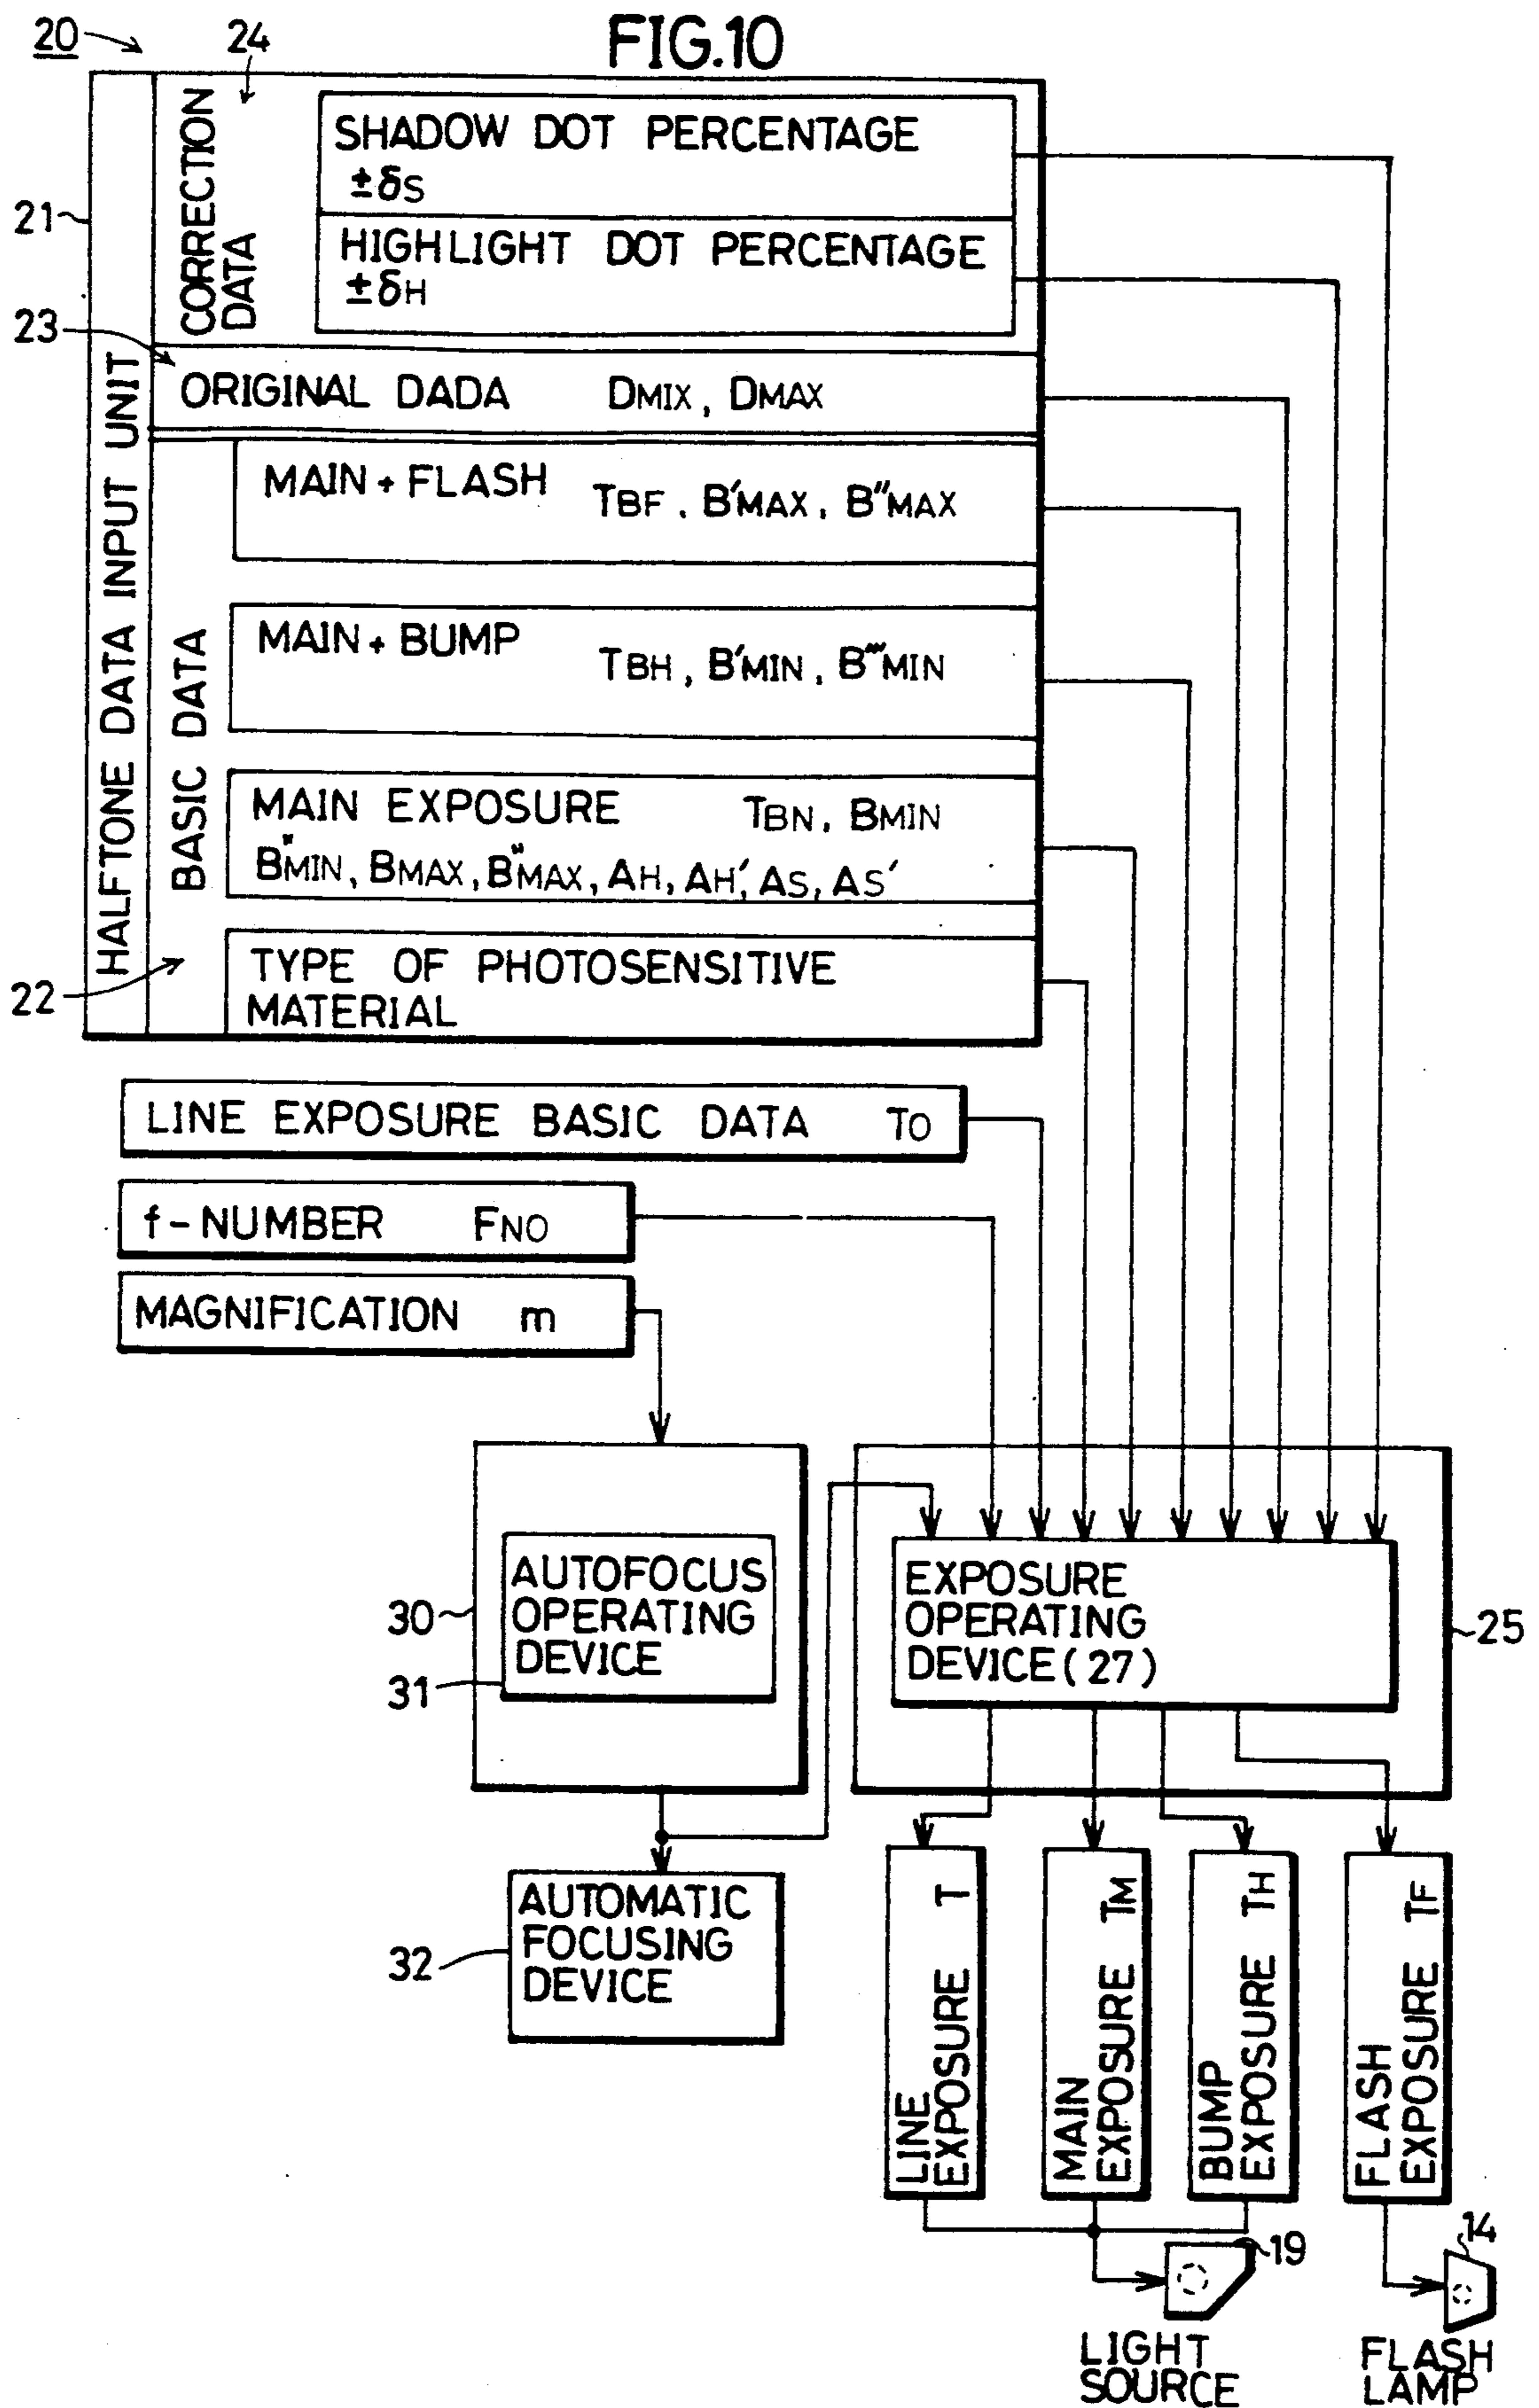 FIG.10
20
24
CORRECTION
DATA
SHADOW DOT PERCENTAGE
±δS
HIGHLIGHT DOT PERCENTAGE
±δH
21
23
ORIGINAL DADA DMIX, DMAX
HALFTONE DATA INPUT UNIT
BASIC DATA
MAIN + FLASH TBF, B′MAX, B″MAX
MAIN + BUMP TBH, B′MIN, B‴MIN
MAIN EXPOSURE TBN, BMIN
B″MIN, BMAX, B″MAX, AH, AH′, AS, AS′
22
TYPE OF PHOTOSENSITIVE
MATERIAL
LINE EXPOSURE BASIC DATA TO
f-NUMBER FNO
MAGNIFICATION m
30
AUTOFOCUS
OPERATING
DEVICE
31
EXPOSURE
OPERATING
DEVICE (27)
25
32
AUTOMATIC
FOCUSING
DEVICE
LINE
EXPOSURE T
MAIN
EXPOSURE TM
BUMP
EXPOSURE TH
FLASH
EXPOSURE TF
19
14
LIGHT
SOURCE
FLASH
LAMP